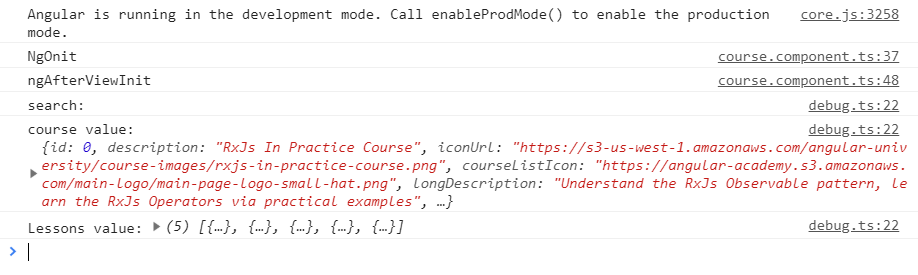 Angular is running in the development mode. Call enableProdMode() to enable the production core.js:3258
mode.
NgOnit course.component.ts:37
ngAfterViewInit course.component.ts:48
search: debug.ts:22
course value: debug.ts:22
{id: 0, description: "RxJs In Practice Course", iconUrl: "https://s3-us-west-1.amazonaws.com/angular-univ
ersity/course-images/rxjs-in-practice-course.png", courseListIcon: "https://angular-academy.s3.amazonaws.
com/main-logo/main-page-logo-small-hat.png", longDescription: "Understand the RxJs Observable pattern, le
arn the RxJs Operators via practical examples", …}
Lessons value: (5) [{…}, {…}, {…}, {…}, {…}] debug.ts:22